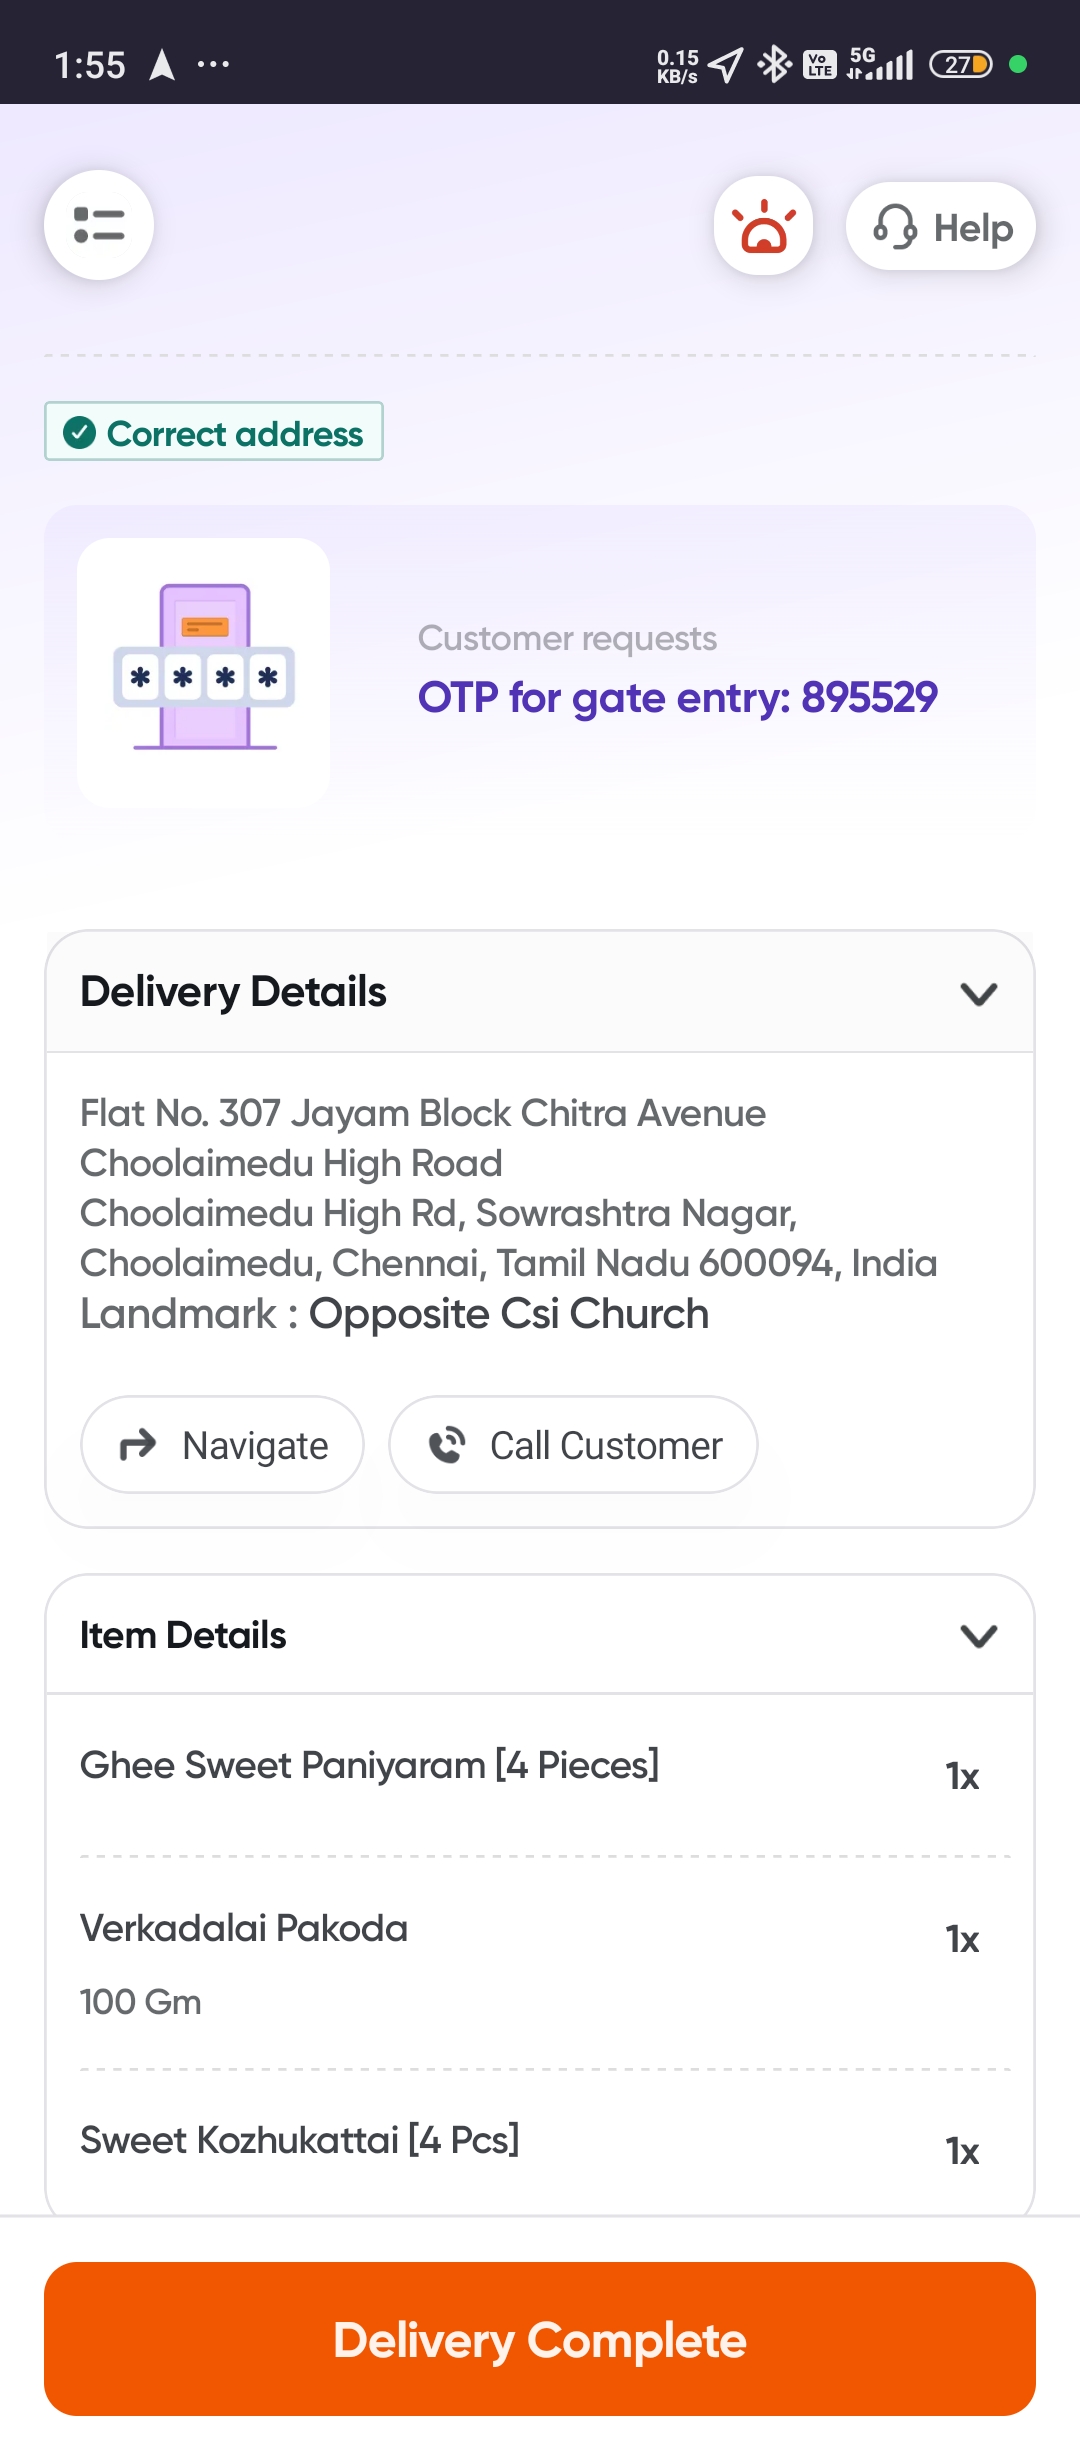 1:55
0.15 KB/s
Vo LTE
5G
27
Help
Correct address
****
Customer requests
OTP for gate entry: 895529
Delivery Details
Flat No. 307 Jayam Block Chitra Avenue
Choolaimedu High Road
Choolaimedu High Rd, Sowrashtra Nagar,
Choolaimedu, Chennai, Tamil Nadu 600094, India
Landmark : Opposite Csi Church
Navigate
Call Customer
Item Details
Ghee Sweet Paniyaram [4 Pieces]
1x
Verkadalai Pakoda
1x
100 Gm
Sweet Kozhukattai [4 Pcs]
1x
Delivery Complete